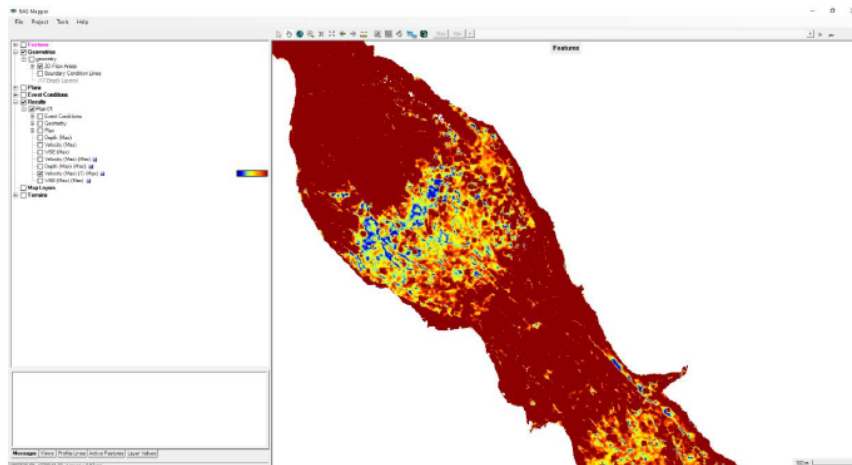 RAS Mapper
File Project Tools Help
Features
Features
Geometries
geometry
2D Flow Areas
Boundary Condition Lines
Plans
Event Conditions
Results
Plan 01
Event Conditions
Geometry
Plan
Depth (Max)
Velocity (Max)
WSE (Max)
Velocity (Max) (Max)
Depth (Max) (Max)
Velocity (Max) (1) (Max)
WSE (Max) (Max)
Map Layers
Terrains
Messages Views Profile Lines Active Features Layer Values